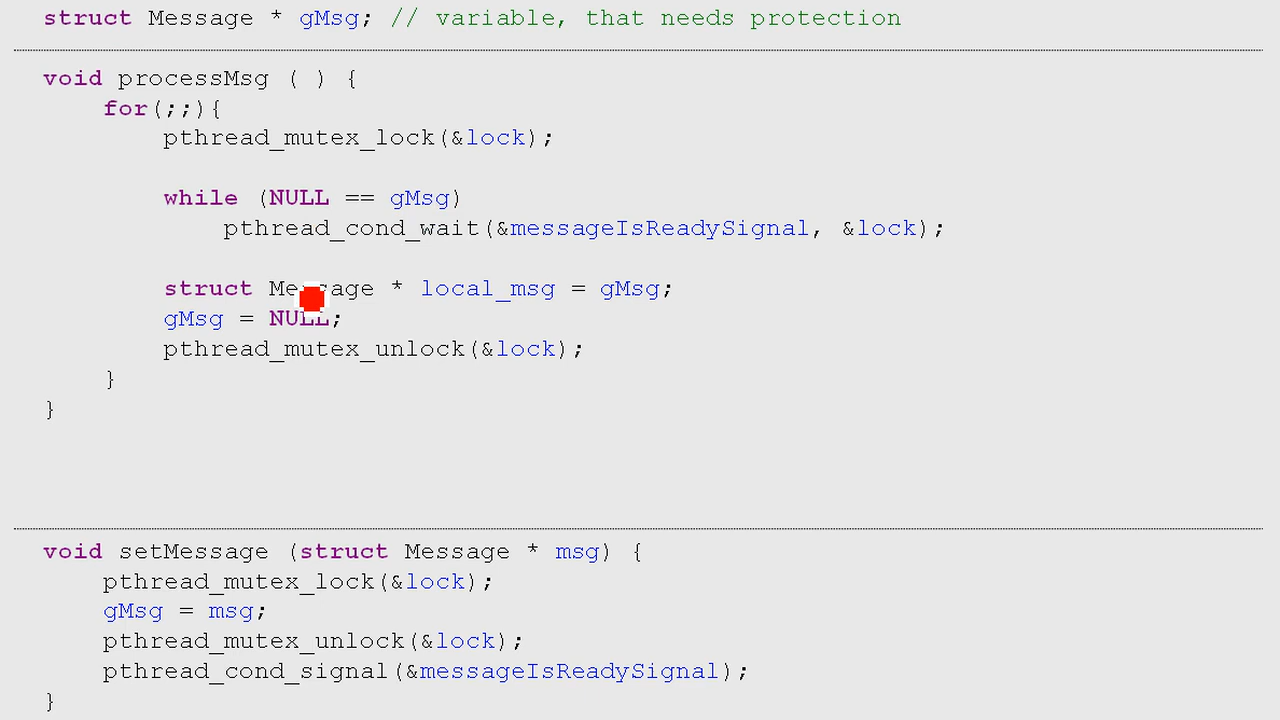 struct Message * gMsg; // variable, that needs protection
void processMsg ( ) {
for(;;){
pthread_mutex_lock(&lock);
while (NULL == gMsg)
pthread_cond_wait(&messageIsReadySignal, &lock);
struct Message * local_msg = gMsg;
gMsg = NULL;
pthread_mutex_unlock(&lock);
}
}
void setMessage (struct Message * msg) {
pthread_mutex_lock(&lock);
gMsg = msg;
pthread_mutex_unlock(&lock);
pthread_cond_signal(&messageIsReadySignal);
}